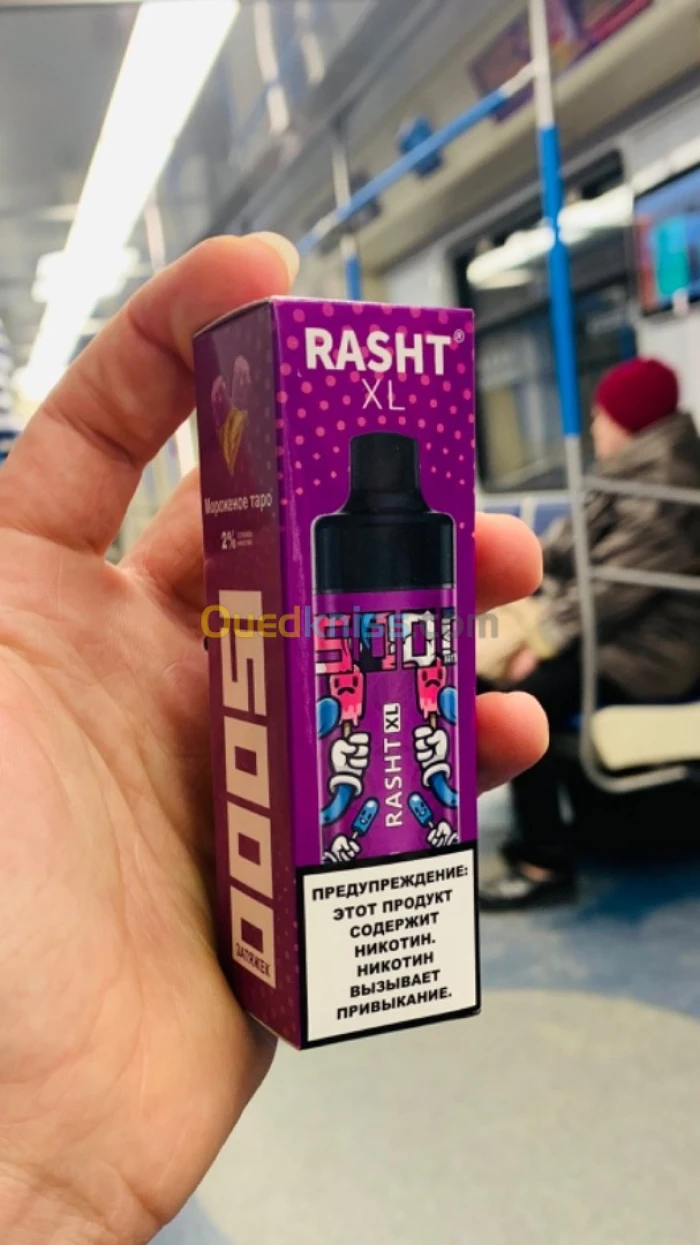 RASHT®
XL
Мороженое таро
2%
5000
ЗАТЯЖЕК
RASHT XL
Ouedkniss.com
ПРЕДУПРЕЖДЕНИЕ:
ЭТОТ ПРОДУКТ
СОДЕРЖИТ
НИКОТИН.
НИКОТИН
ВЫЗЫВАЕТ
ПРИВЫКАНИЕ.